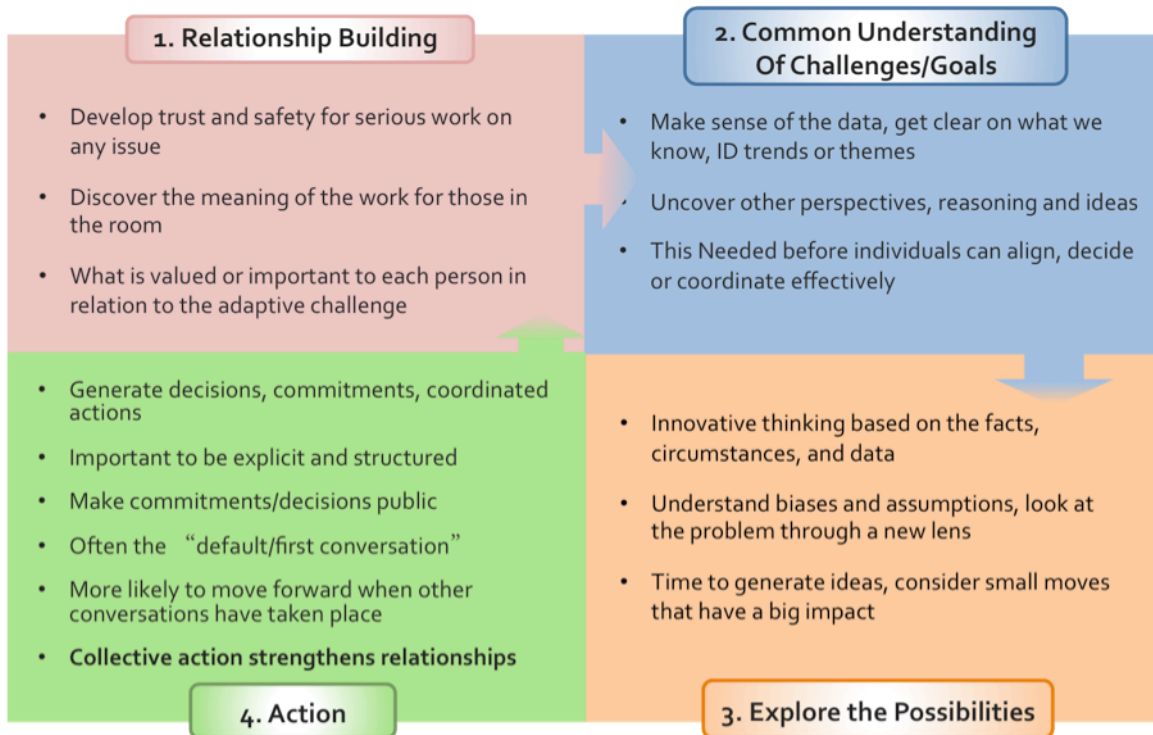 1. Relationship Building
• Develop trust and safety for serious work on
any issue
• Discover the meaning of the work for those in
the room
• What is valued or important to each person in
relation to the adaptive challenge
2. Common Understanding
Of Challenges/Goals
• Make sense of the data, get clear on what we
know, ID trends or themes
• Uncover other perspectives, reasoning and ideas
• This Needed before individuals can align, decide
or coordinate effectively
• Innovative thinking based on the facts,
circumstances, and data
• Understand biases and assumptions, look at
the problem through a new lens
• Time to generate ideas, consider small moves
that have a big impact
3. Explore the Possibilities
• Generate decisions, commitments, coordinated
actions
• Important to be explicit and structured
• Make commitments/decisions public
• Often the “default/first conversation”
• More likely to move forward when other
conversations have taken place
• Collective action strengthens relationships
4. Action